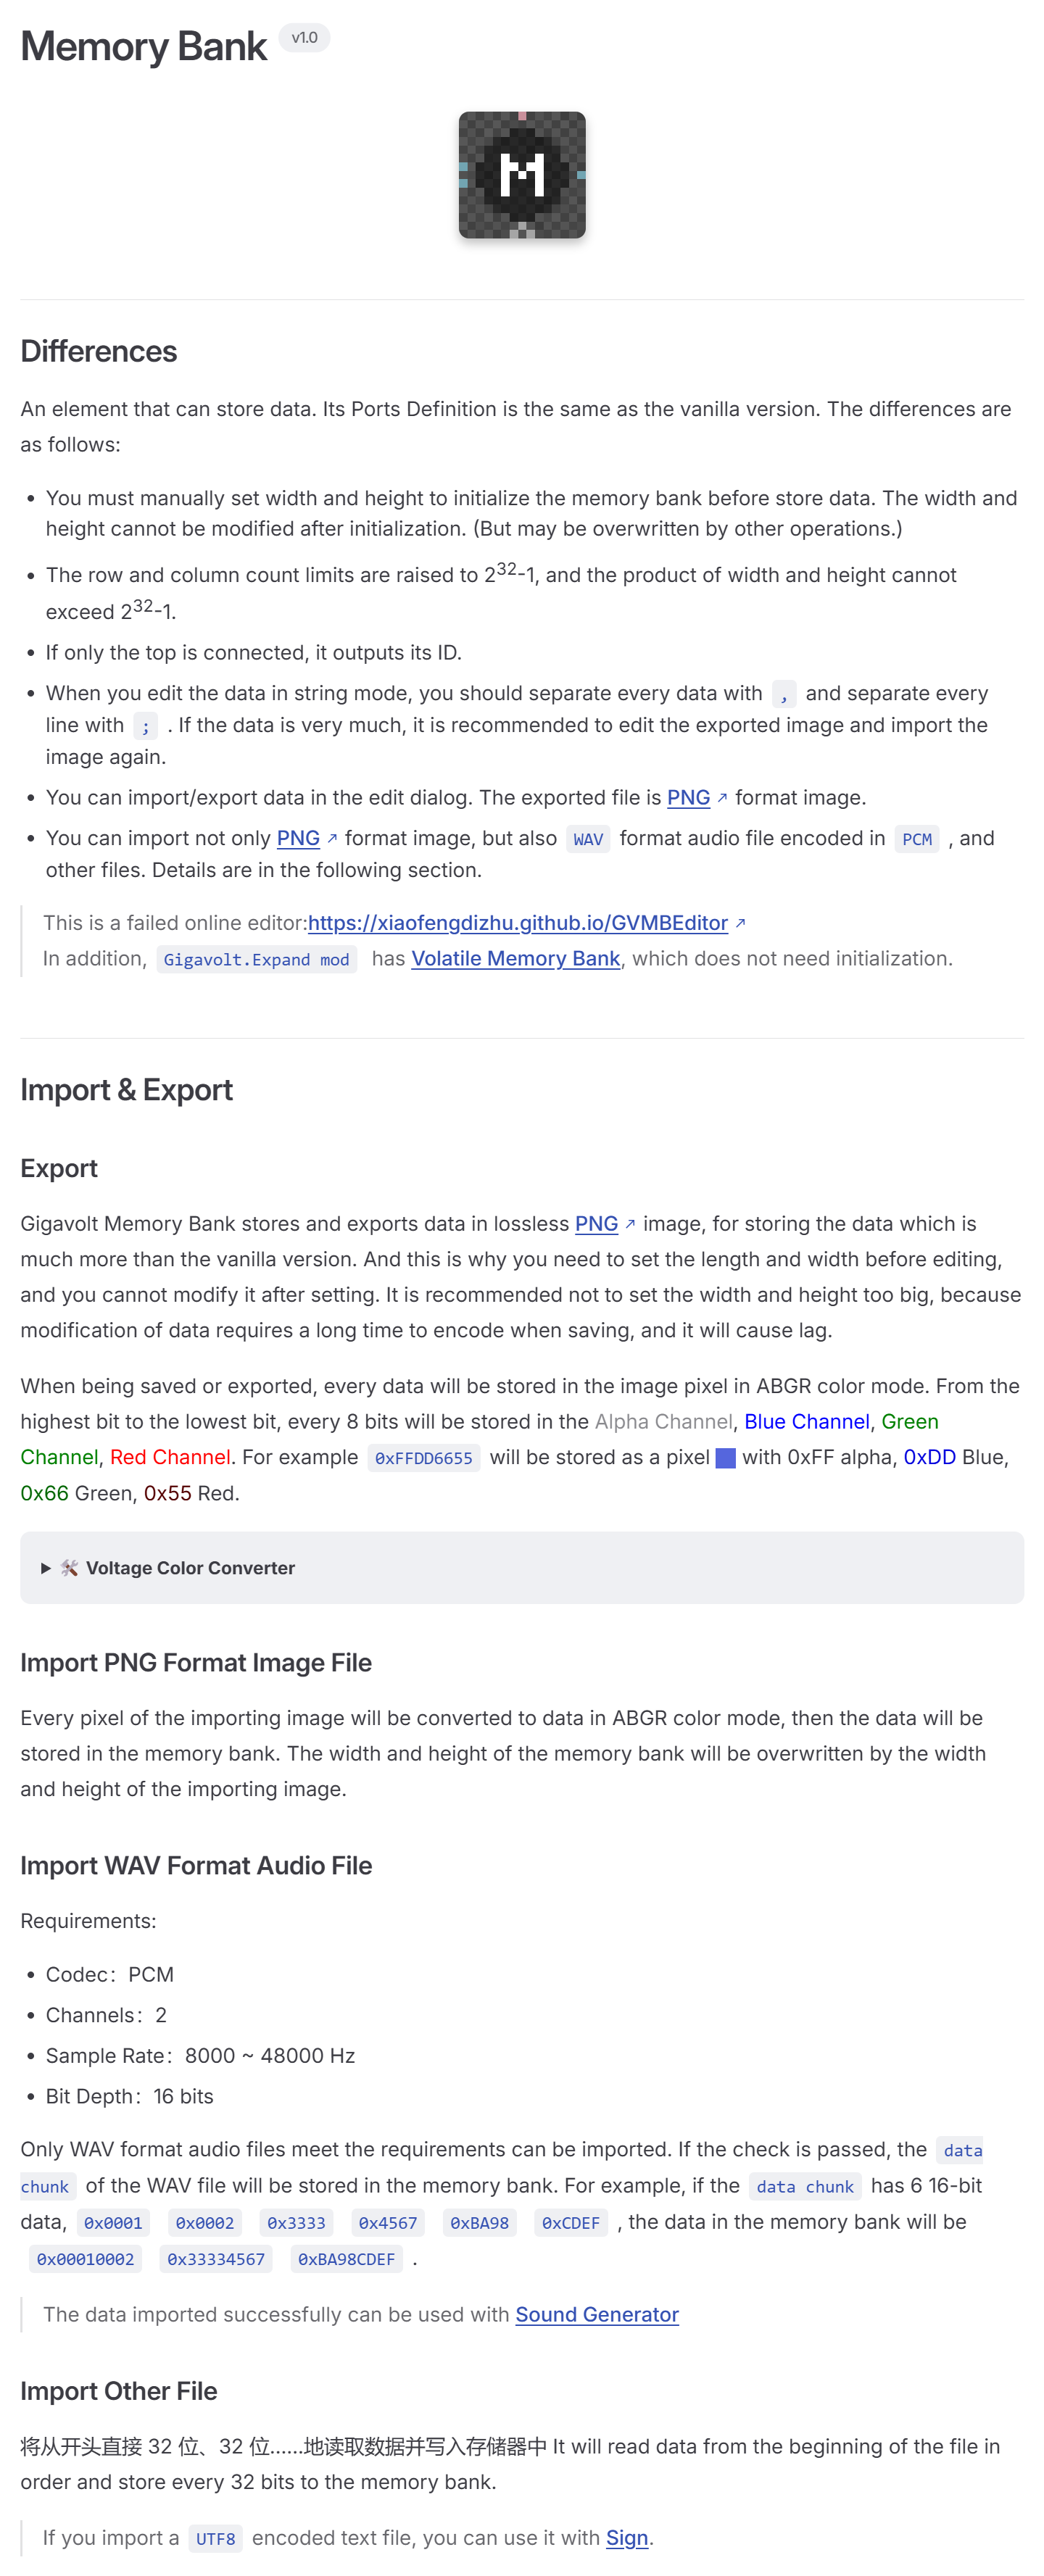 Memory Bank v1.0
M
Differences
An element that can store data. Its Ports Definition is the same as the vanilla version. The differences are
as follows:
• You must manually set width and height to initialize the memory bank before store data. The width and
height cannot be modified after initialization. (But may be overwritten by other operations.)
• The row and column count limits are raised to 2^32-1, and the product of width and height cannot
exceed 2^32-1.
• If only the top is connected, it outputs its ID.
• When you edit the data in string mode, you should separate every data with , and separate every
line with ; . If the data is very much, it is recommended to edit the exported image and import the
image again.
• You can import/export data in the edit dialog. The exported file is PNG ↗ format image.
• You can import not only PNG ↗ format image, but also WAV format audio file encoded in PCM , and
other files. Details are in the following section.
This is a failed online editor:https://xiaofengdizhu.github.io/GVMBEditor ↗
In addition, Gigavolt.Expand mod has Volatile Memory Bank, which does not need initialization.
Import & Export
Export
Gigavolt Memory Bank stores and exports data in lossless PNG ↗ image, for storing the data which is
much more than the vanilla version. And this is why you need to set the length and width before editing,
and you cannot modify it after setting. It is recommended not to set the width and height too big, because
modification of data requires a long time to encode when saving, and it will cause lag.
When being saved or exported, every data will be stored in the image pixel in ABGR color mode. From the
highest bit to the lowest bit, every 8 bits will be stored in the Alpha Channel, Blue Channel, Green
Channel, Red Channel. For example 0xFFDD6655 will be stored as a pixel with 0xFF alpha, 0xDD Blue,
0x66 Green, 0x55 Red.
▶ 🛠 Voltage Color Converter
Import PNG Format Image File
Every pixel of the importing image will be converted to data in ABGR color mode, then the data will be
stored in the memory bank. The width and height of the memory bank will be overwritten by the width
and height of the importing image.
Import WAV Format Audio File
Requirements:
• Codec：PCM
• Channels：2
• Sample Rate：8000 ~ 48000 Hz
• Bit Depth：16 bits
Only WAV format audio files meet the requirements can be imported. If the check is passed, the data
chunk of the WAV file will be stored in the memory bank. For example, if the data chunk has 6 16-bit
data, 0x0001 0x0002 0x3333 0x4567 0xBA98 0xCDEF , the data in the memory bank will be
0x00010002 0x33334567 0xBA98CDEF .
The data imported successfully can be used with Sound Generator
Import Other File
将从开头直接 32 位、32 位……地读取数据并写入存储器中 It will read data from the beginning of the file in
order and store every 32 bits to the memory bank.
If you import a UTF8 encoded text file, you can use it with Sign.